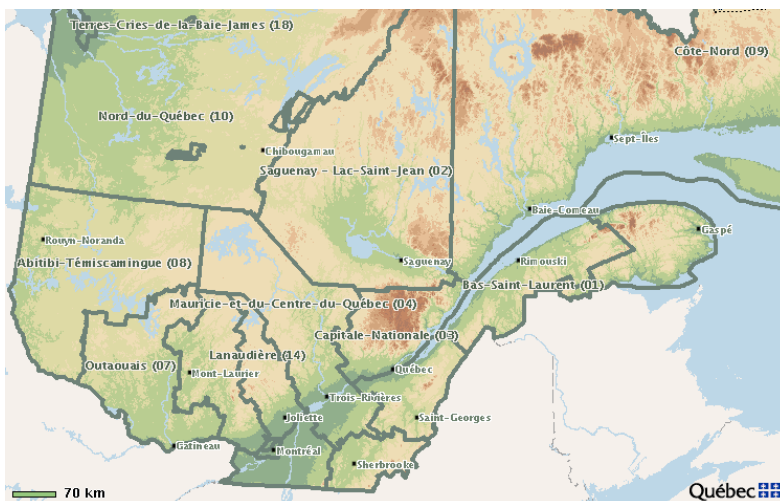 Terres-Cries-de-la-Baie-James (18)
Côte-Nord (09)
Nord-du-Québec (10)
Sept-Îles
Chibougamau
Saguenay - Lac-Saint-Jean (02)
Baie-Comeau
Gaspé
Rouyn-Noranda
Abitibi-Témiscamingue (08)
Saguenay
Rimouski
Bas-Saint-Laurent (01)
Mauricie-et-du-Centre-du-Québec (04)
Capitale-Nationale (03)
Lanaudière (14)
Outaouais (07)
Mont-Laurier
Québec
Trois-Rivières
Joliette
Saint-Georges
Gatineau
Montréal
Sherbrooke
70 km
Québec